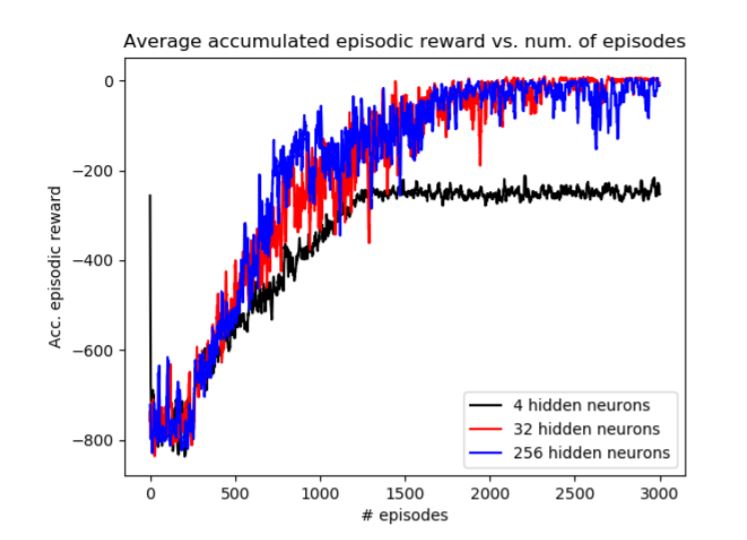 Average accumulated episodic reward vs. num. of episodes
Acc. episodic reward
0
−200
−400
−600
−800
4 hidden neurons
32 hidden neurons
256 hidden neurons
0
500
1000
1500
2000
2500
3000
# episodes